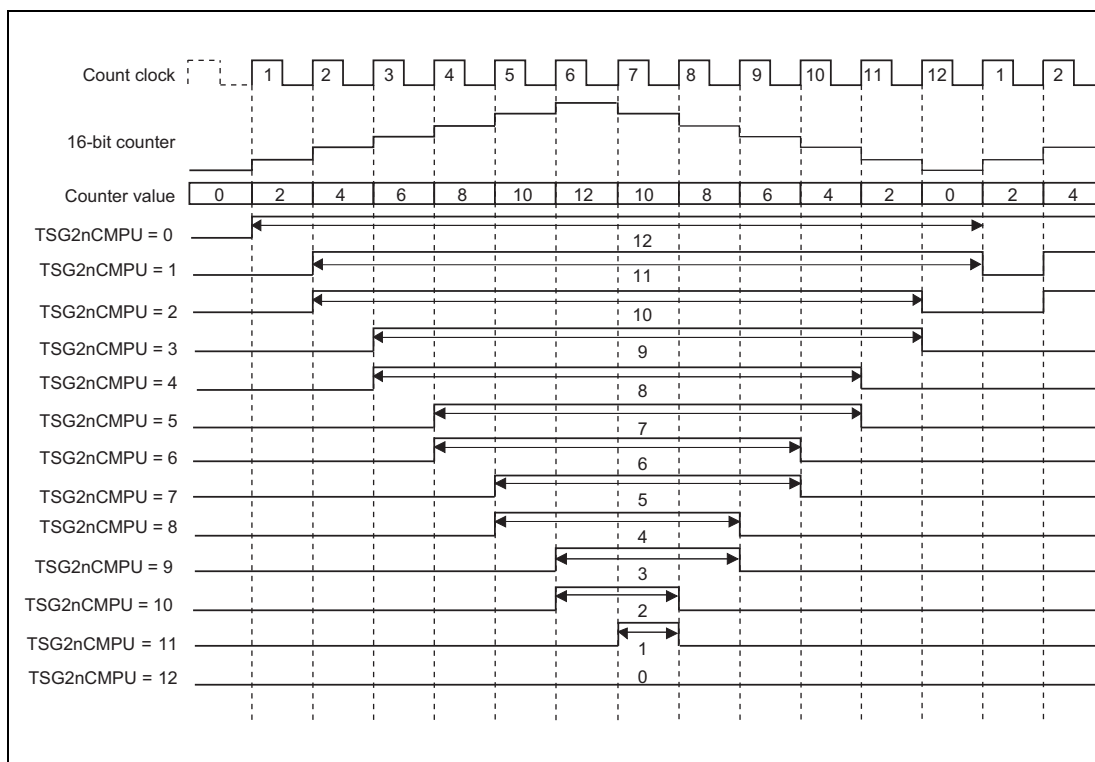 Count clock 1 2 3 4 5 6 7 8 9 10 11 12 1 2
16-bit counter
Counter value 0 2 4 6 8 10 12 10 8 6 4 2 0 2 4
TSG2nCMPU = 0
12
TSG2nCMPU = 1
11
TSG2nCMPU = 2
10
TSG2nCMPU = 3
9
TSG2nCMPU = 4
8
TSG2nCMPU = 5
7
TSG2nCMPU = 6
6
TSG2nCMPU = 7
5
TSG2nCMPU = 8
4
TSG2nCMPU = 9
3
TSG2nCMPU = 10
2
TSG2nCMPU = 11
1
TSG2nCMPU = 12
0